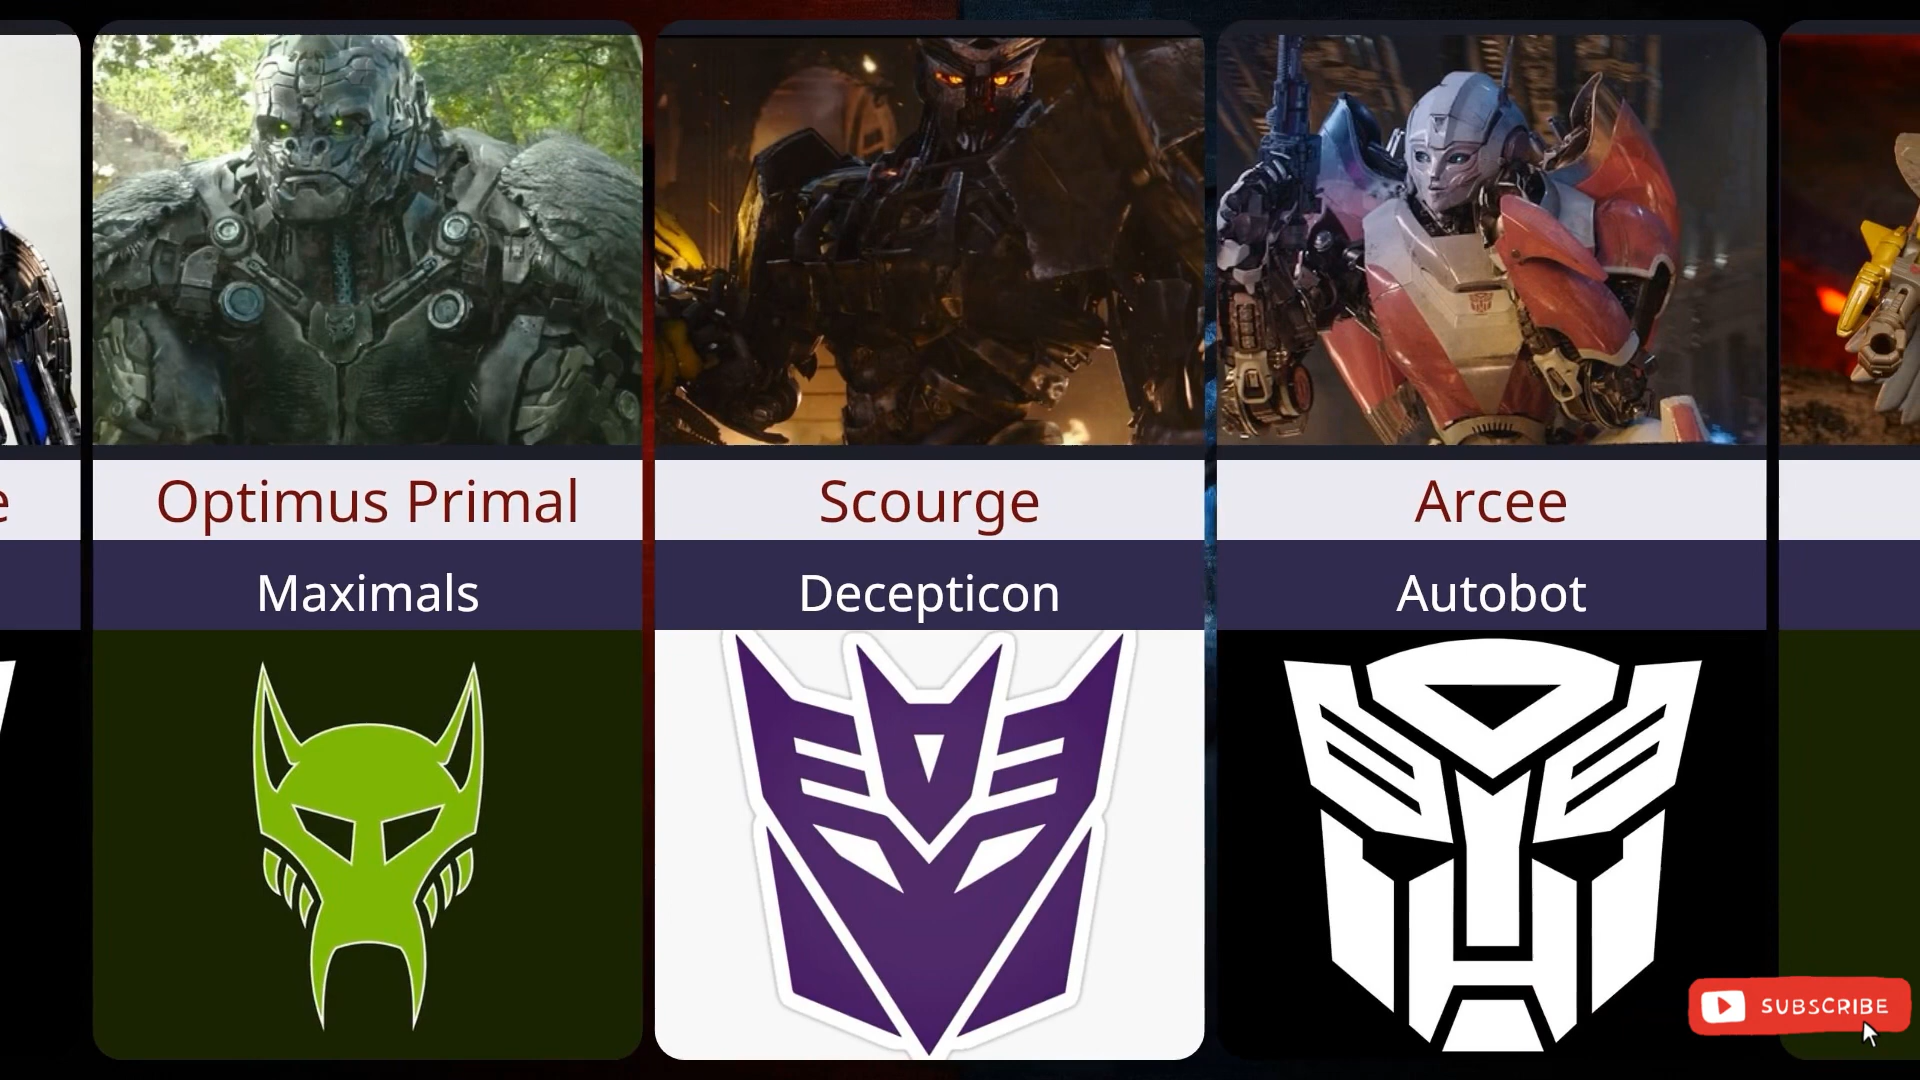 e
Optimus Primal
Scourge
Arcee
Maximals
Decepticon
Autobot
SUBSCRIBE